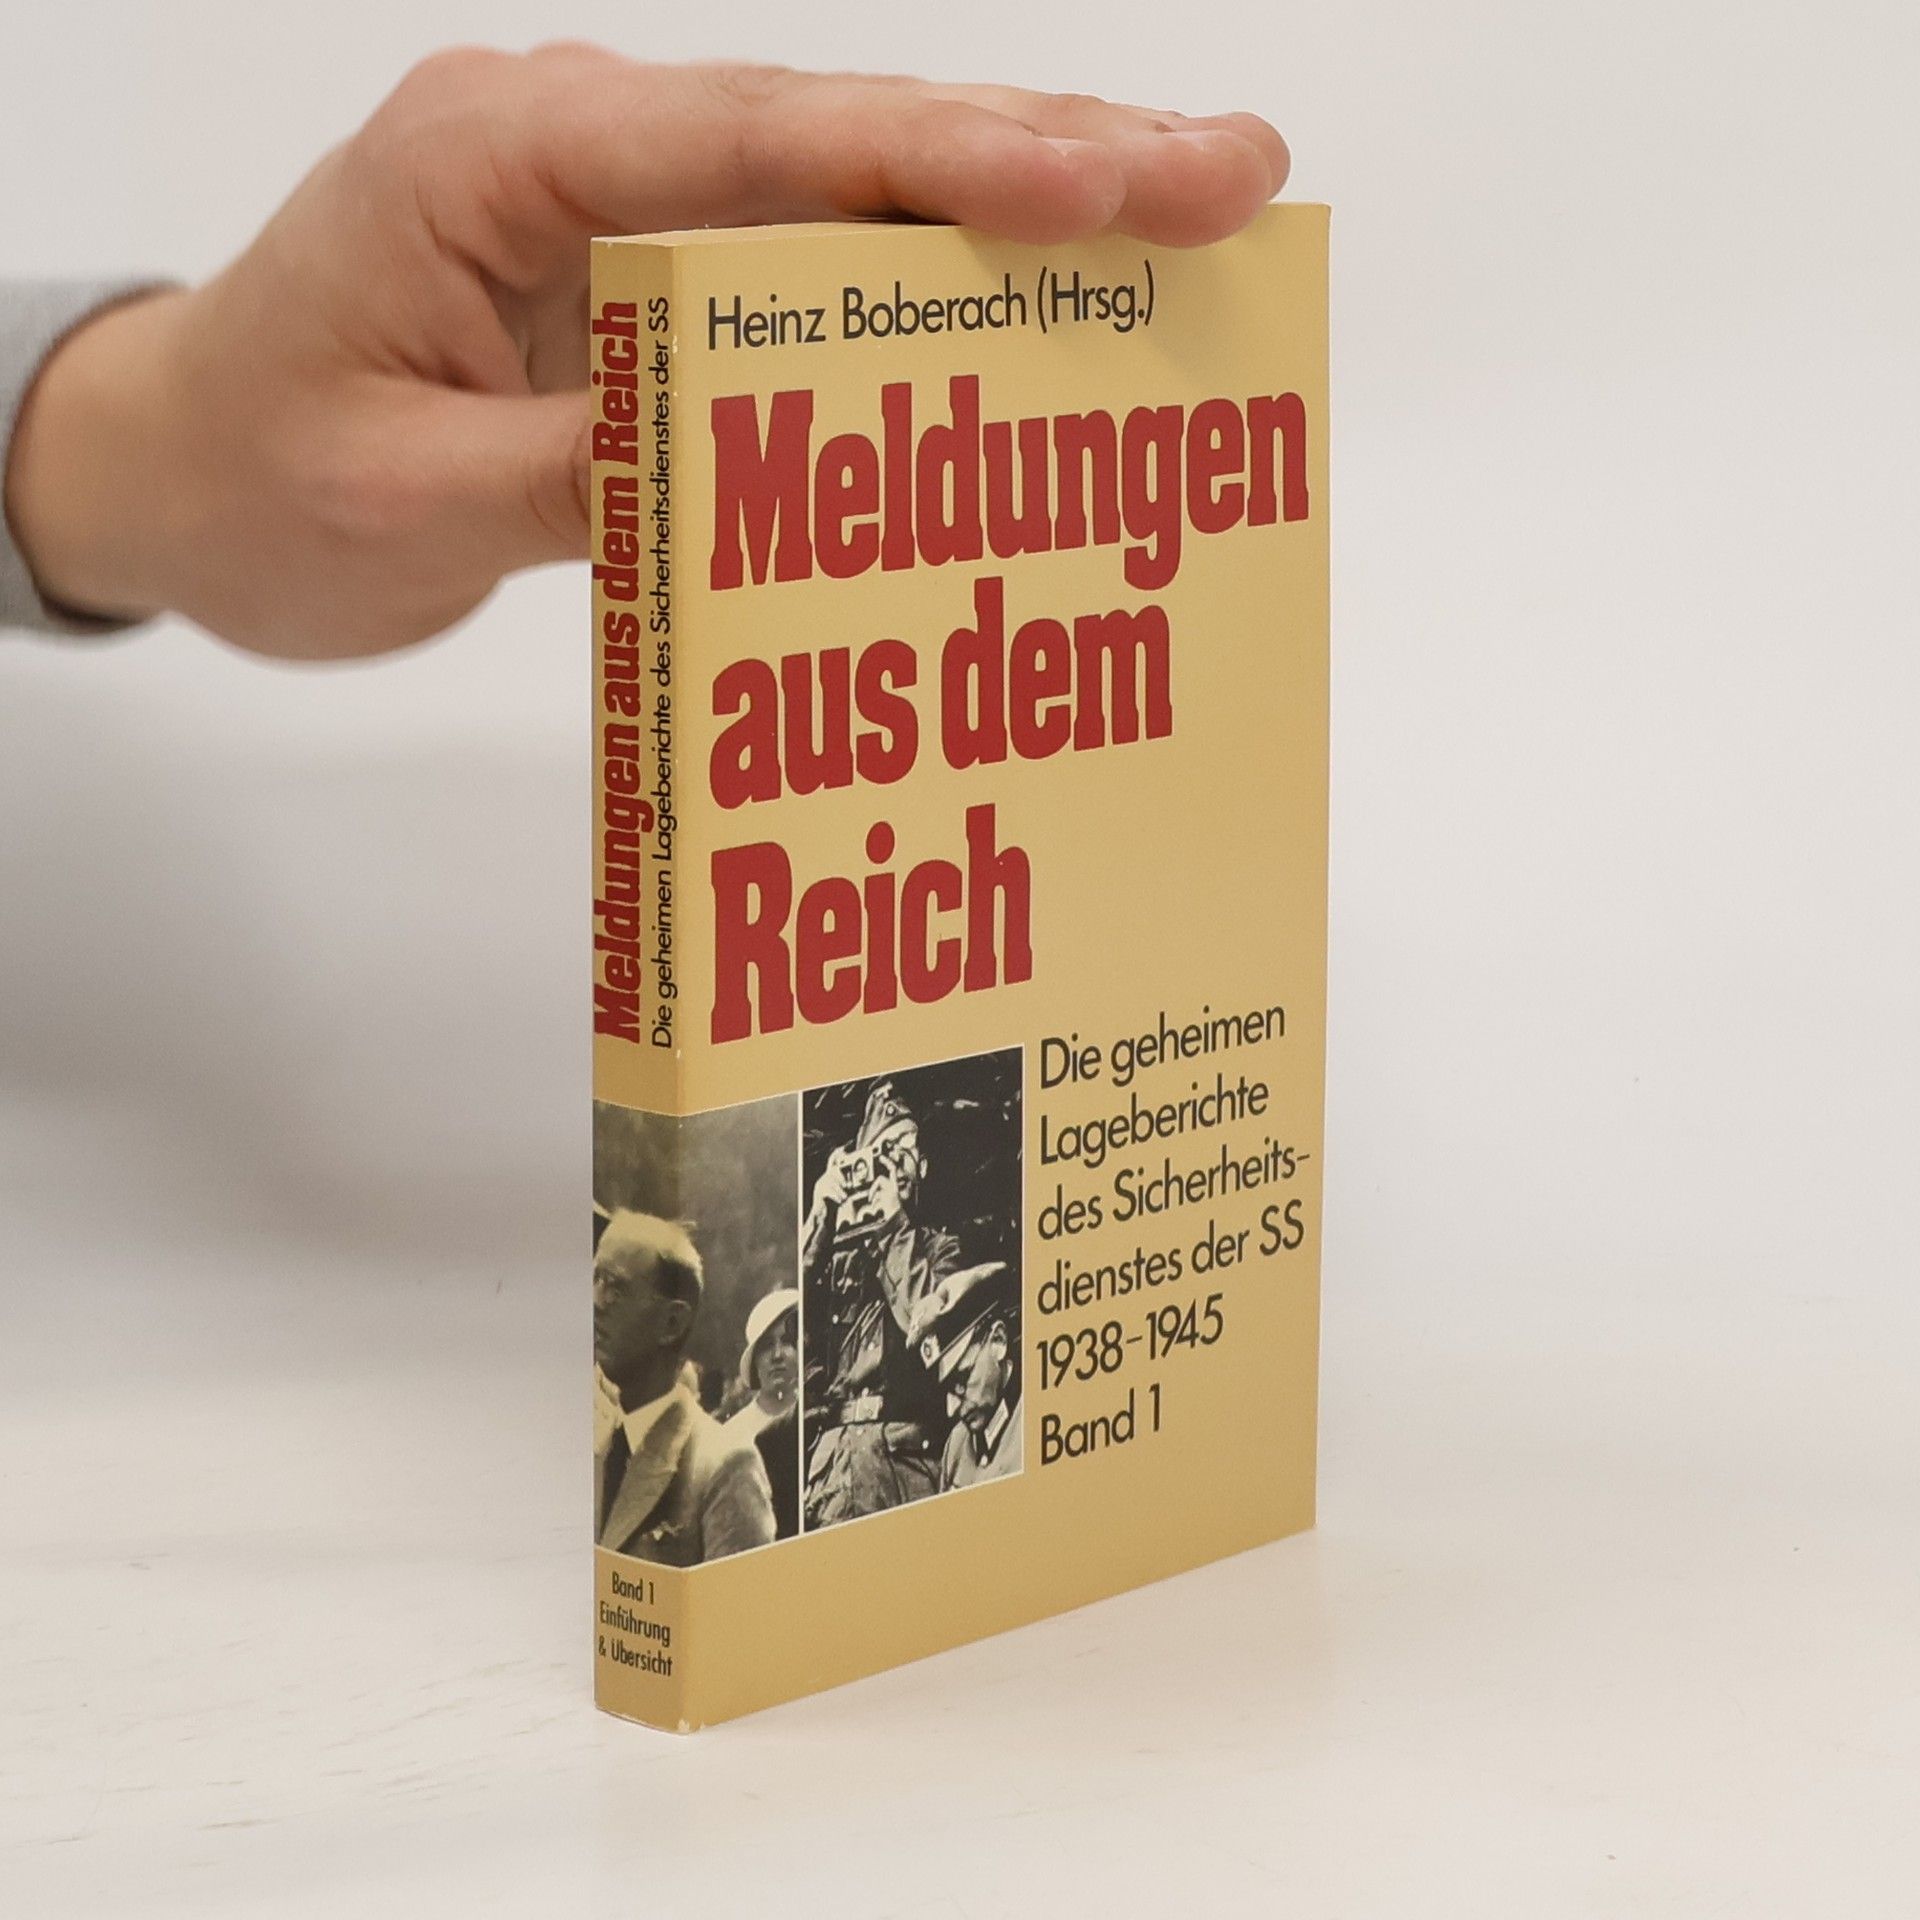 Heinz Boberach (Hrsg.)
Meldungen
aus dem
Reich
Die geheimen
Lageberichte
des Sicherheits-
dienstes der SS
1938-1945
Band 1
Meldungen aus dem Reich
Die geheimen Lageberichte des Sicherheitsdienstes der SS
Band 1
Einführung
& Übersicht